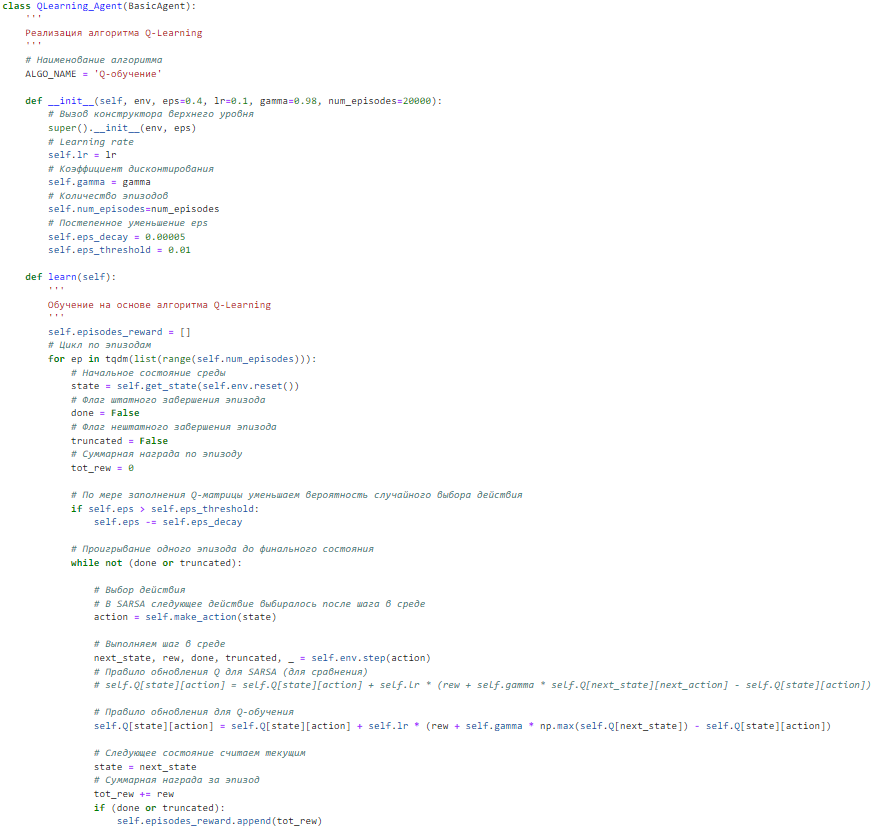 class QLearning_Agent(BasicAgent):
    '''
    Реализация алгоритма Q-Learning
    '''
    # Наименование алгоритма
    ALGO_NAME = 'Q-обучение'

    def __init__(self, env, eps=0.4, lr=0.1, gamma=0.98, num_episodes=20000):
        # Вызов конструктора верхнего уровня
        super().__init__(env, eps)
        # Learning rate
        self.lr = lr
        # Коэффициент дисконтирования
        self.gamma = gamma
        # Количество эпизодов
        self.num_episodes=num_episodes
        # Постепенное уменьшение eps
        self.eps_decay = 0.00005
        self.eps_threshold = 0.01

    def learn(self):
        '''
        Обучение на основе алгоритма Q-Learning
        '''
        self.episodes_reward = []
        # Цикл по эпизодам
        for ep in tqdm(list(range(self.num_episodes))):
            # Начальное состояние среды
            state = self.get_state(self.env.reset())
            # Флаг штатного завершения эпизода
            done = False
            # Флаг нештатного завершения эпизода
            truncated = False
            # Суммарная награда по эпизоду
            tot_rew = 0

            # По мере заполнения Q-матрицы уменьшаем вероятность случайного выбора действия
            if self.eps > self.eps_threshold:
                self.eps -= self.eps_decay

            # Проигрывание одного эпизода до финального состояния
            while not (done or truncated):

                # Выбор действия
                # В SARSA следующее действие выбиралось после шага в среде
                action = self.make_action(state)

                # Выполняем шаг в среде
                next_state, rew, done, truncated, _ = self.env.step(action)
                # Правило обновления Q для SARSA (для сравнения)
                # self.Q[state][action] = self.Q[state][action] + self.lr * (rew + self.gamma * self.Q[next_state][next_action] - self.Q[state][action])

                # Правило обновления для Q-обучения
                self.Q[state][action] = self.Q[state][action] + self.lr * (rew + self.gamma * np.max(self.Q[next_state]) - self.Q[state][action])

                # Следующее состояние считаем текущим
                state = next_state
                # Суммарная награда за эпизод
                tot_rew += rew
                if (done or truncated):
                    self.episodes_reward.append(tot_rew)